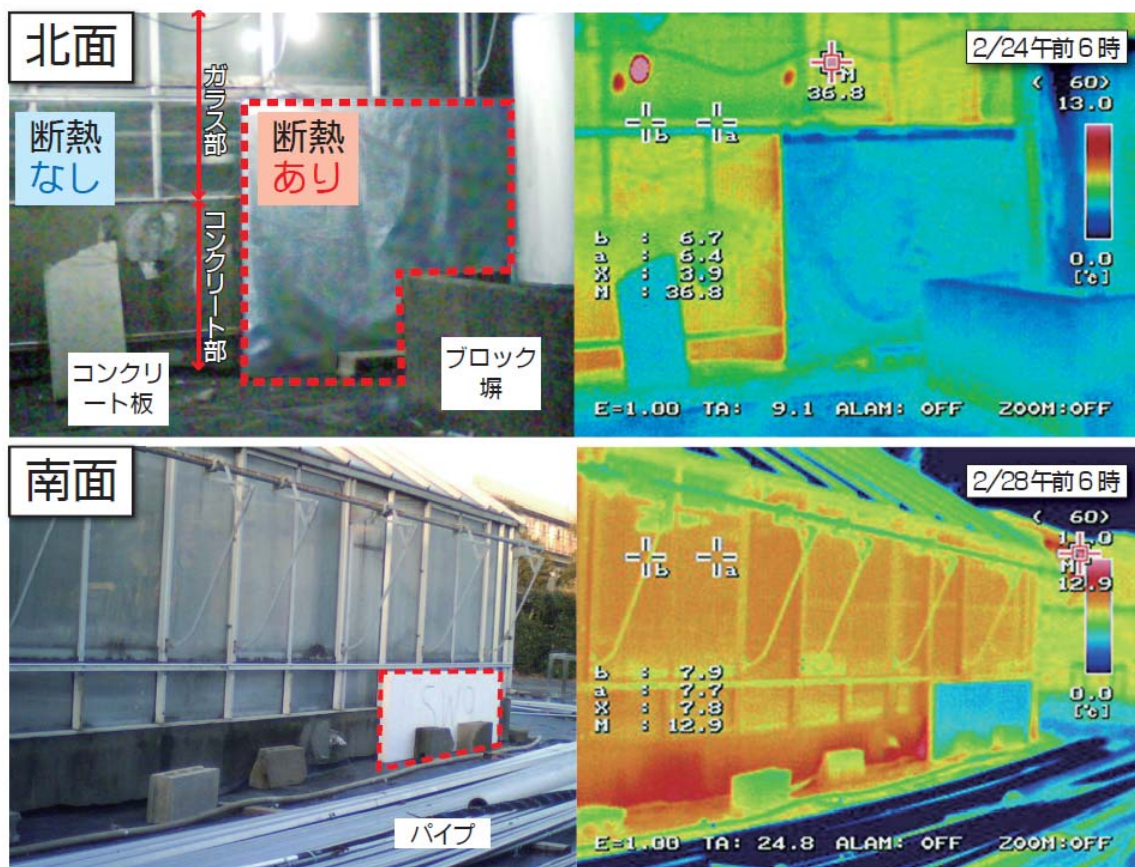 北面
ガラス部
断熱
なし
断熱
あり
コンクリート部
コンクリ
ート板
ブロック
塀
2/24午前6時
M
36.8
< 60>
13.0
b a
b : 6.7
a : 6.4
X : 3.9
M : 36.8
0.0
[℃]
E=1.00 TA: 9.1 ALAM: OFF ZOOM:OFF
南面
SWO
パイプ
2/28午前6時
< 60>
11.0
M
12.9
b a
b : 7.9
a : 7.7
X : 7.8
M : 12.9
0.0
[℃]
E=1.00 TA: 24.8 ALAM: OFF ZOOM:OFF